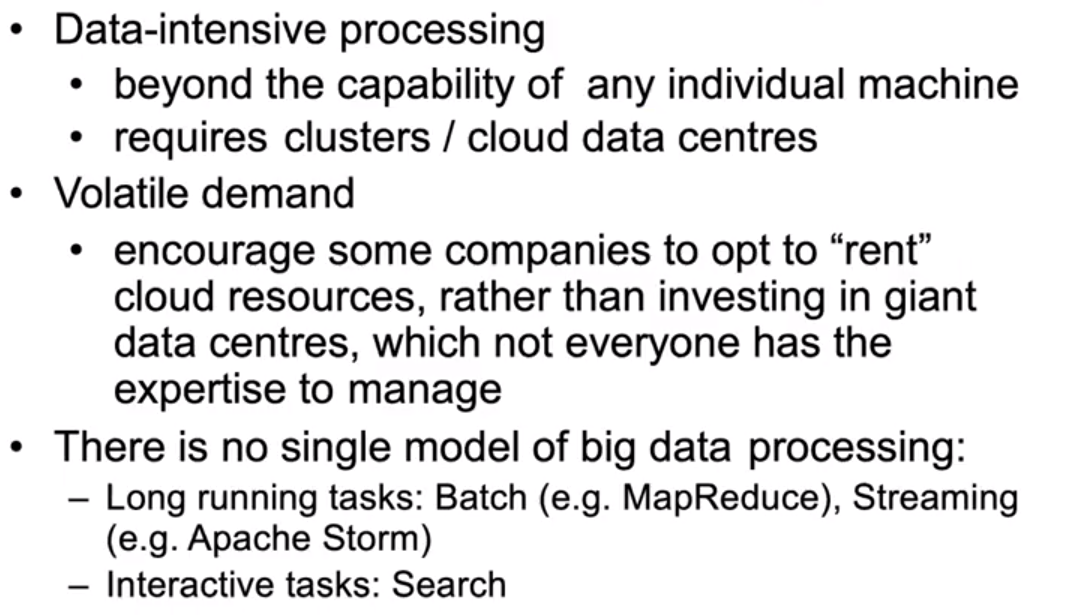 • Data-intensive processing
• beyond the capability of any individual machine
• requires clusters / cloud data centres
• Volatile demand
• encourage some companies to opt to “rent”
cloud resources, rather than investing in giant
data centres, which not everyone has the
expertise to manage
• There is no single model of big data processing:
– Long running tasks: Batch (e.g. MapReduce), Streaming
(e.g. Apache Storm)
– Interactive tasks: Search